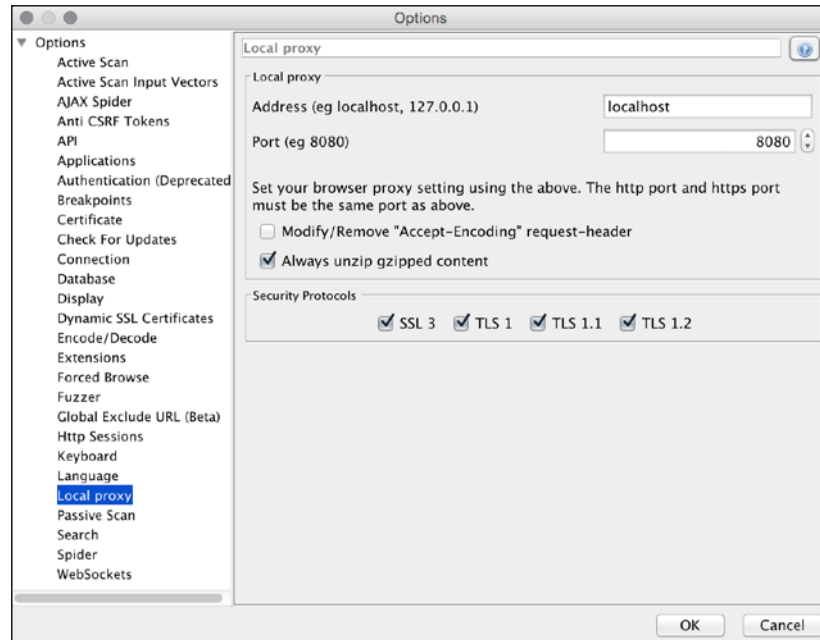 Options
Options
Active Scan
Active Scan Input Vectors
AJAX Spider
Anti CSRF Tokens
API
Applications
Authentication (Deprecated
Breakpoints
Certificate
Check For Updates
Connection
Database
Display
Dynamic SSL Certificates
Encode/Decode
Extensions
Forced Browse
Fuzzer
Global Exclude URL (Beta)
Http Sessions
Keyboard
Language
Local proxy
Passive Scan
Search
Spider
WebSockets
Local proxy
Local proxy
Address (eg localhost, 127.0.0.1) localhost
Port (eg 8080) 8080
Set your browser proxy setting using the above. The http port and https port
must be the same port as above.
Modify/Remove "Accept-Encoding" request-header
Always unzip gzipped content
Security Protocols
SSL 3 TLS 1 TLS 1.1 TLS 1.2
OK Cancel